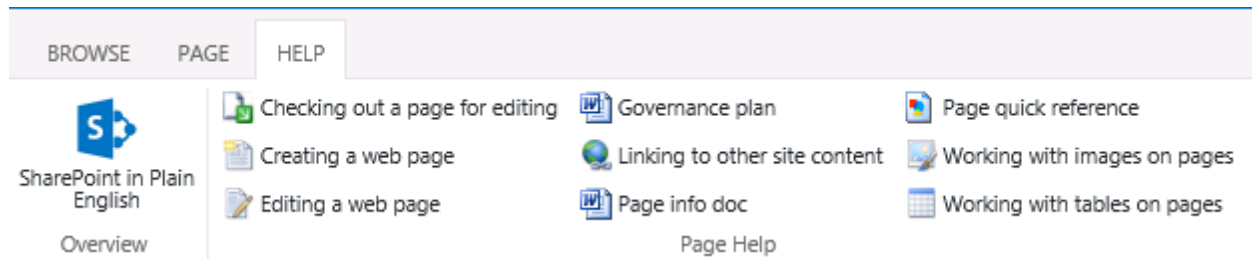 BROWSE PAGE HELP
Checking out a page for editing Governance plan Page quick reference
Creating a web page Linking to other site content Working with images on pages
SharePoint in Plain
English
Editing a web page Page info doc Working with tables on pages
Overview Page Help